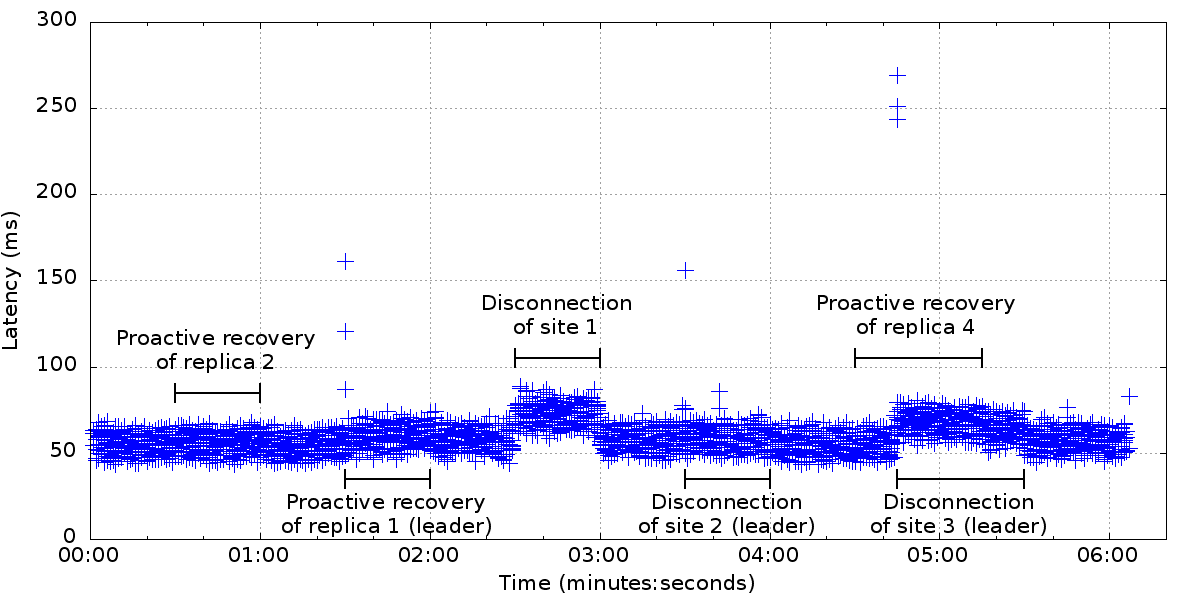 300
250
200
150
100
50
0
Latency (ms)
Disconnection
of site 1
Proactive recovery
of replica 4
Proactive recovery
of replica 2
Proactive recovery
of replica 1 (leader)
Disconnection
of site 2 (leader)
Disconnection
of site 3 (leader)
00:00
01:00
02:00
03:00
04:00
05:00
06:00
Time (minutes:seconds)